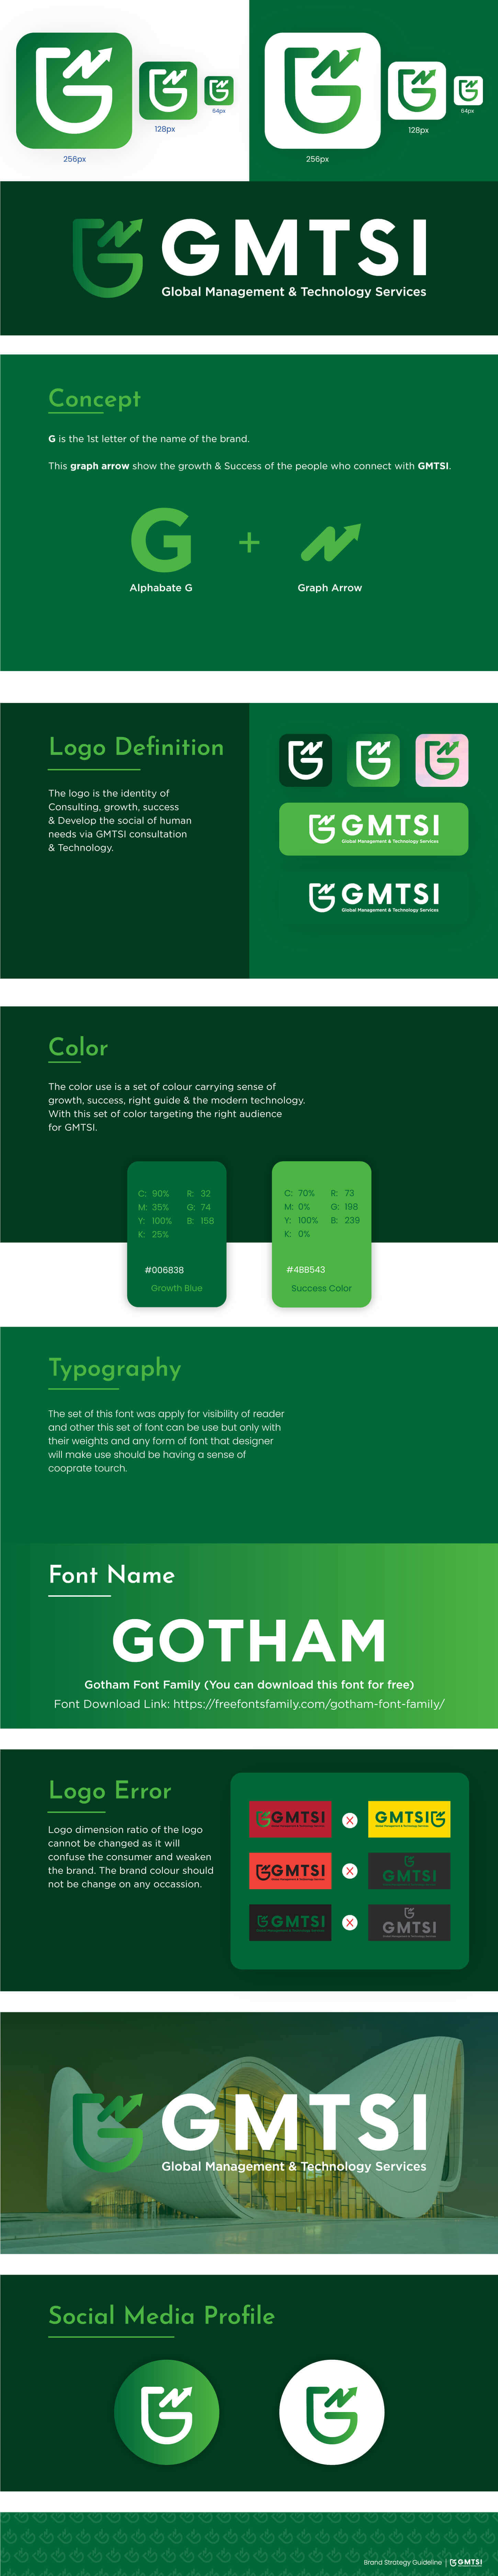 256px
128px
64px
256px
128px
64px
GMTSI
Global Management & Technology Services
Concept
G is the 1st letter of the name of the brand.
This graph arrow show the growth & Success of the people who connect with GMTSI.
G
+
Alphabate G
Graph Arrow
Logo Definition
The logo is the identity of
Consulting, growth, success
& Develop the social of human
needs via GMTSI consultation
& Technology.
GMTSI
Global Management & Technology Services
GMTSI
Global Management & Technology Services
Color
The color use is a set of colour carrying sense of
growth, success, right guide & the modern technology.
With this set of color targeting the right audience
for GMTSI.
C: 90% R: 32
M: 35% G: 74
Y: 100% B: 158
K: 25%
#006838
Growth Blue
C: 70% R: 73
M: 0% G: 198
Y: 100% B: 239
K: 0%
#4BB543
Success Color
Typography
The set of this font was apply for visibility of reader
and other this set of font can be use but only with
their weights and any form of font that designer
will make use should be having a sense of
cooprate tourch.
Font Name
GOTHAM
Gotham Font Family (You can download this font for free)
Font Download Link: https://freefontsfamily.com/gotham-font-family/
Logo Error
Logo dimension ratio of the logo
cannot be changed as it will
confuse the consumer and weaken
the brand. The brand colour should
not be change on any occassion.
GMTSI
GMTSI
GMTSI
GMTSI
GMTSI
GMTSI
GMTSI
Global Management & Technology Services
Social Media Profile
Brand Strategy Guideline | GMTSI